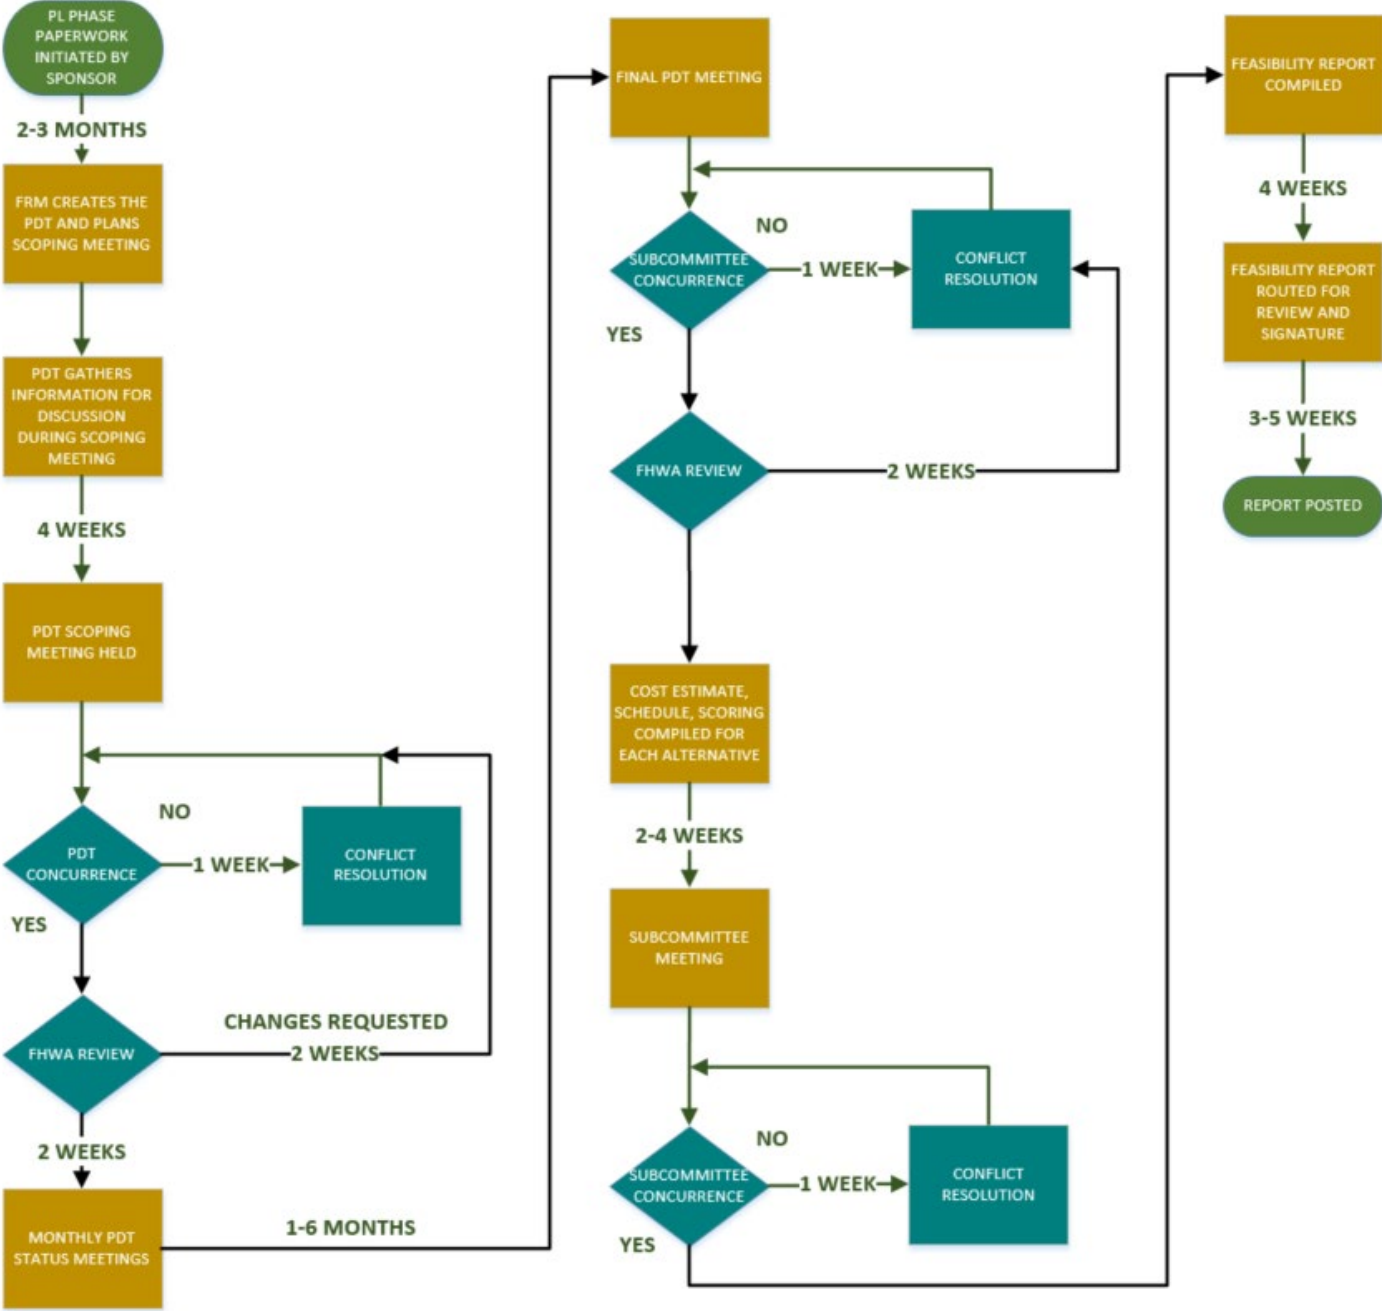 PL PHASE
PAPERWORK
INITIATED BY
SPONSOR
2-3 MONTHS
FRM CREATES THE
PDT AND PLANS
SCOPING MEETING
PDT GATHERS
INFORMATION FOR
DISCUSSION
DURING SCOPING
MEETING
4 WEEKS
PDT SCOPING
MEETING HELD
NO
PDT
CONCURRENCE
1 WEEK
CONFLICT
RESOLUTION
YES
CHANGES REQUESTED
FHWA REVIEW
2 WEEKS
2 WEEKS
MONTHLY PDT
STATUS MEETINGS
1-6 MONTHS
FINAL PDT MEETING
NO
SUBCOMMITTEE
CONCURRENCE
1 WEEK
CONFLICT
RESOLUTION
YES
FHWA REVIEW
2 WEEKS
COST ESTIMATE,
SCHEDULE, SCORING
COMPILED FOR
EACH ALTERNATIVE
2-4 WEEKS
SUBCOMMITTEE
MEETING
NO
SUBCOMMITTEE
CONCURRENCE
1 WEEK
CONFLICT
RESOLUTION
YES
FEASIBILITY REPORT
COMPILED
4 WEEKS
FEASIBILITY REPORT
ROUTED FOR
REVIEW AND
SIGNATURE
3-5 WEEKS
REPORT POSTED